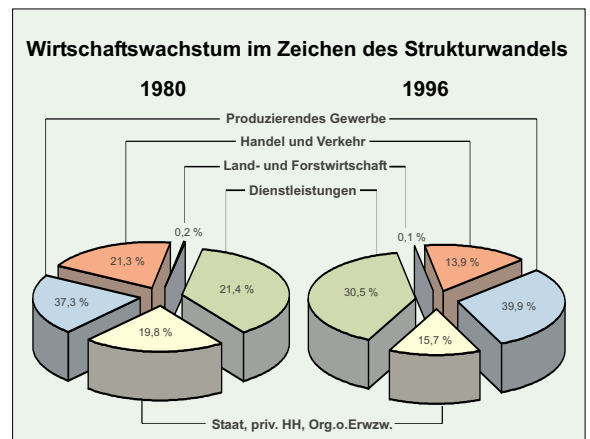 Wirtschaftswachstum im Zeichen des Strukturwandels
1980 1996
Produzierendes Gewerbe
Handel und Verkehr
Land- und Forstwirtschaft
Dienstleistungen
0,2 % 0,1 %
21,3 % 13,9 %
37,3 % 21,4 % 30,5 % 39,9 %
19,8 % 15,7 %
Staat, priv. HH, Org.o.Erwzw.